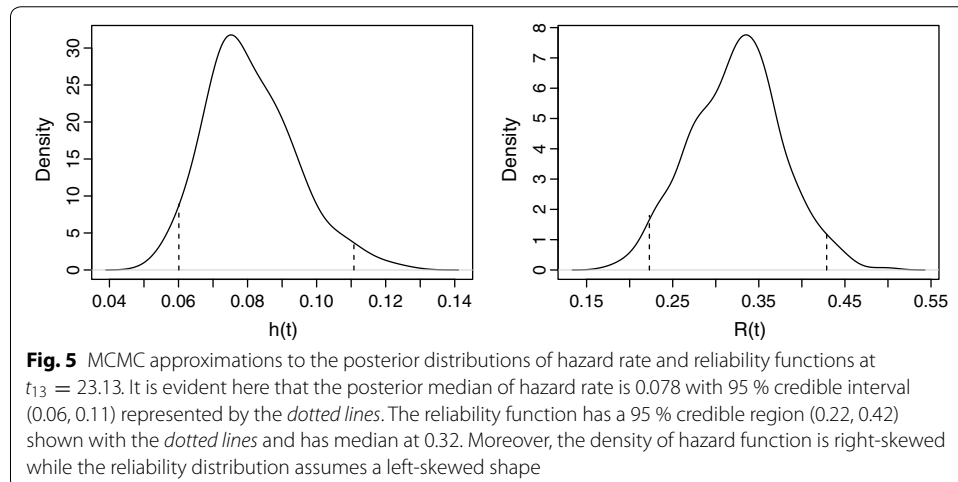 Density
0 5 10 15 20 25 30
0.04 0.06 0.08 0.10 0.12 0.14
h(t)
Density
0 1 2 3 4 5 6 7 8
0.15 0.25 0.35 0.45 0.55
R(t)
Fig. 5 MCMC approximations to the posterior distributions of hazard rate and reliability functions at
t₁₃ = 23.13. It is evident here that the posterior median of hazard rate is 0.078 with 95 % credible interval
(0.06, 0.11) represented by the dotted lines. The reliability function has a 95 % credible region (0.22, 0.42)
shown with the dotted lines and has median at 0.32. Moreover, the density of hazard function is right-skewed
while the reliability distribution assumes a left-skewed shape